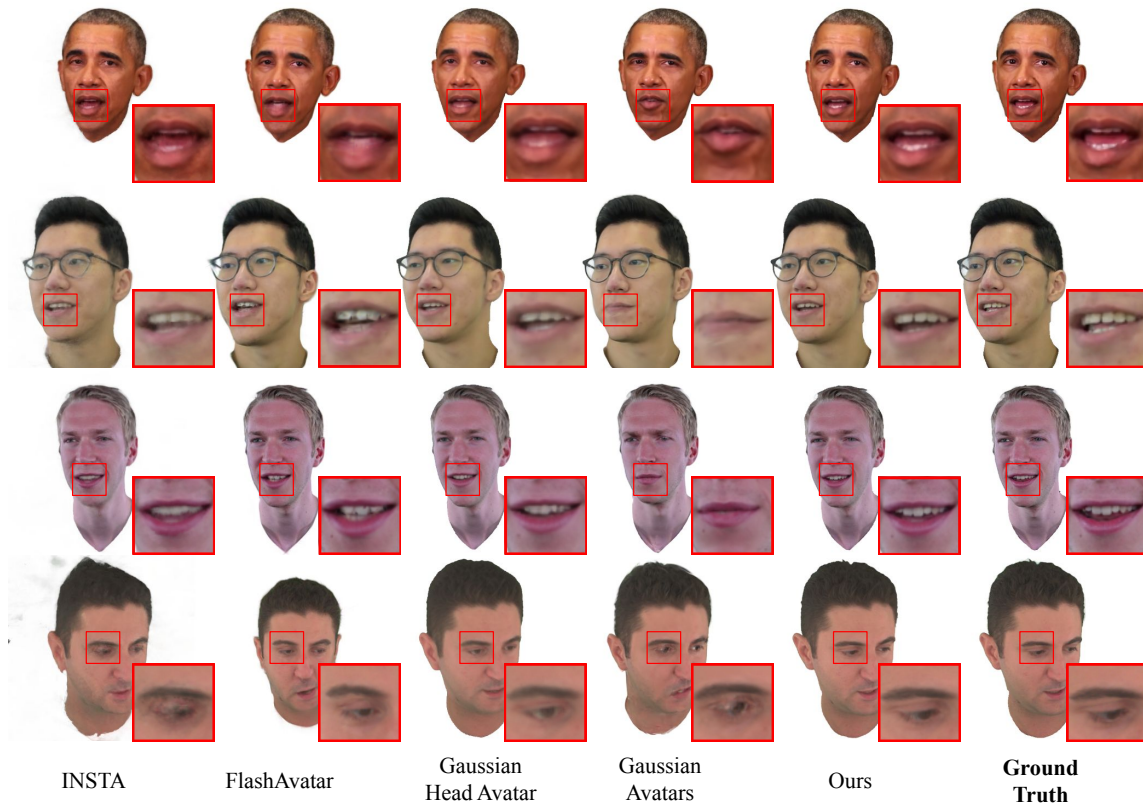 INSTA
FlashAvatar
Gaussian
Head Avatar
Gaussian
Avatars
Ours
Ground
Truth